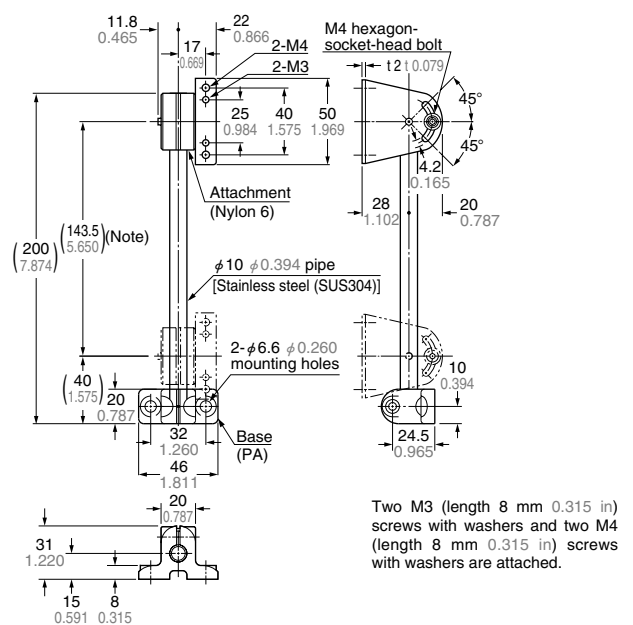 11.8
0.465
22
0.866
17
0.669
2-M4
2-M3
25
0.984
40
1.575
50
1.969
Attachment
(Nylon 6)
(200
7.874)
(143.5
5.650)
(Note)
φ10 φ0.394 pipe
[Stainless steel (SUS304)]
(40
1.575)
20
0.787
2-φ6.6 φ0.260
mounting holes
32
1.260
Base
(PA)
46
1.811
M4 hexagon-
socket-head bolt
t 2 t 0.079
45°
45°
4.2
0.165
28
1.102
20
0.787
10
0.394
24.5
0.965
20
0.787
31
1.220
15
0.591
8
0.315
Two M3 (length 8 mm 0.315 in)
screws with washers and two M4
(length 8 mm 0.315 in) screws
with washers are attached.